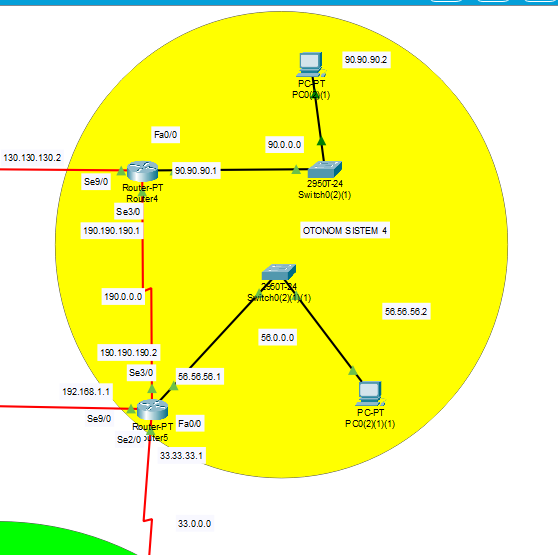 90.90.90.2
PC-PT
Fa0/0
90.0.0.0
130.130.130.2
90.90.90.1
Se9/0
Router-PT
Router4
2950T-24
Switch0(2)(1)
Se3/0
190.190.190.1
OTONOM SISTEM 4
2950T-24
Switch0(2)(4)(1)
190.0.0.0
56.56.56.2
56.0.0.0
190.190.190.2
Se3/0
56.56.56.1
192.168.1.1
Se9/0
Fa0/0
PC-PT
PC0(2)(1)(1)
Router-PT
Se2/0
33.33.33.1
33.0.0.0